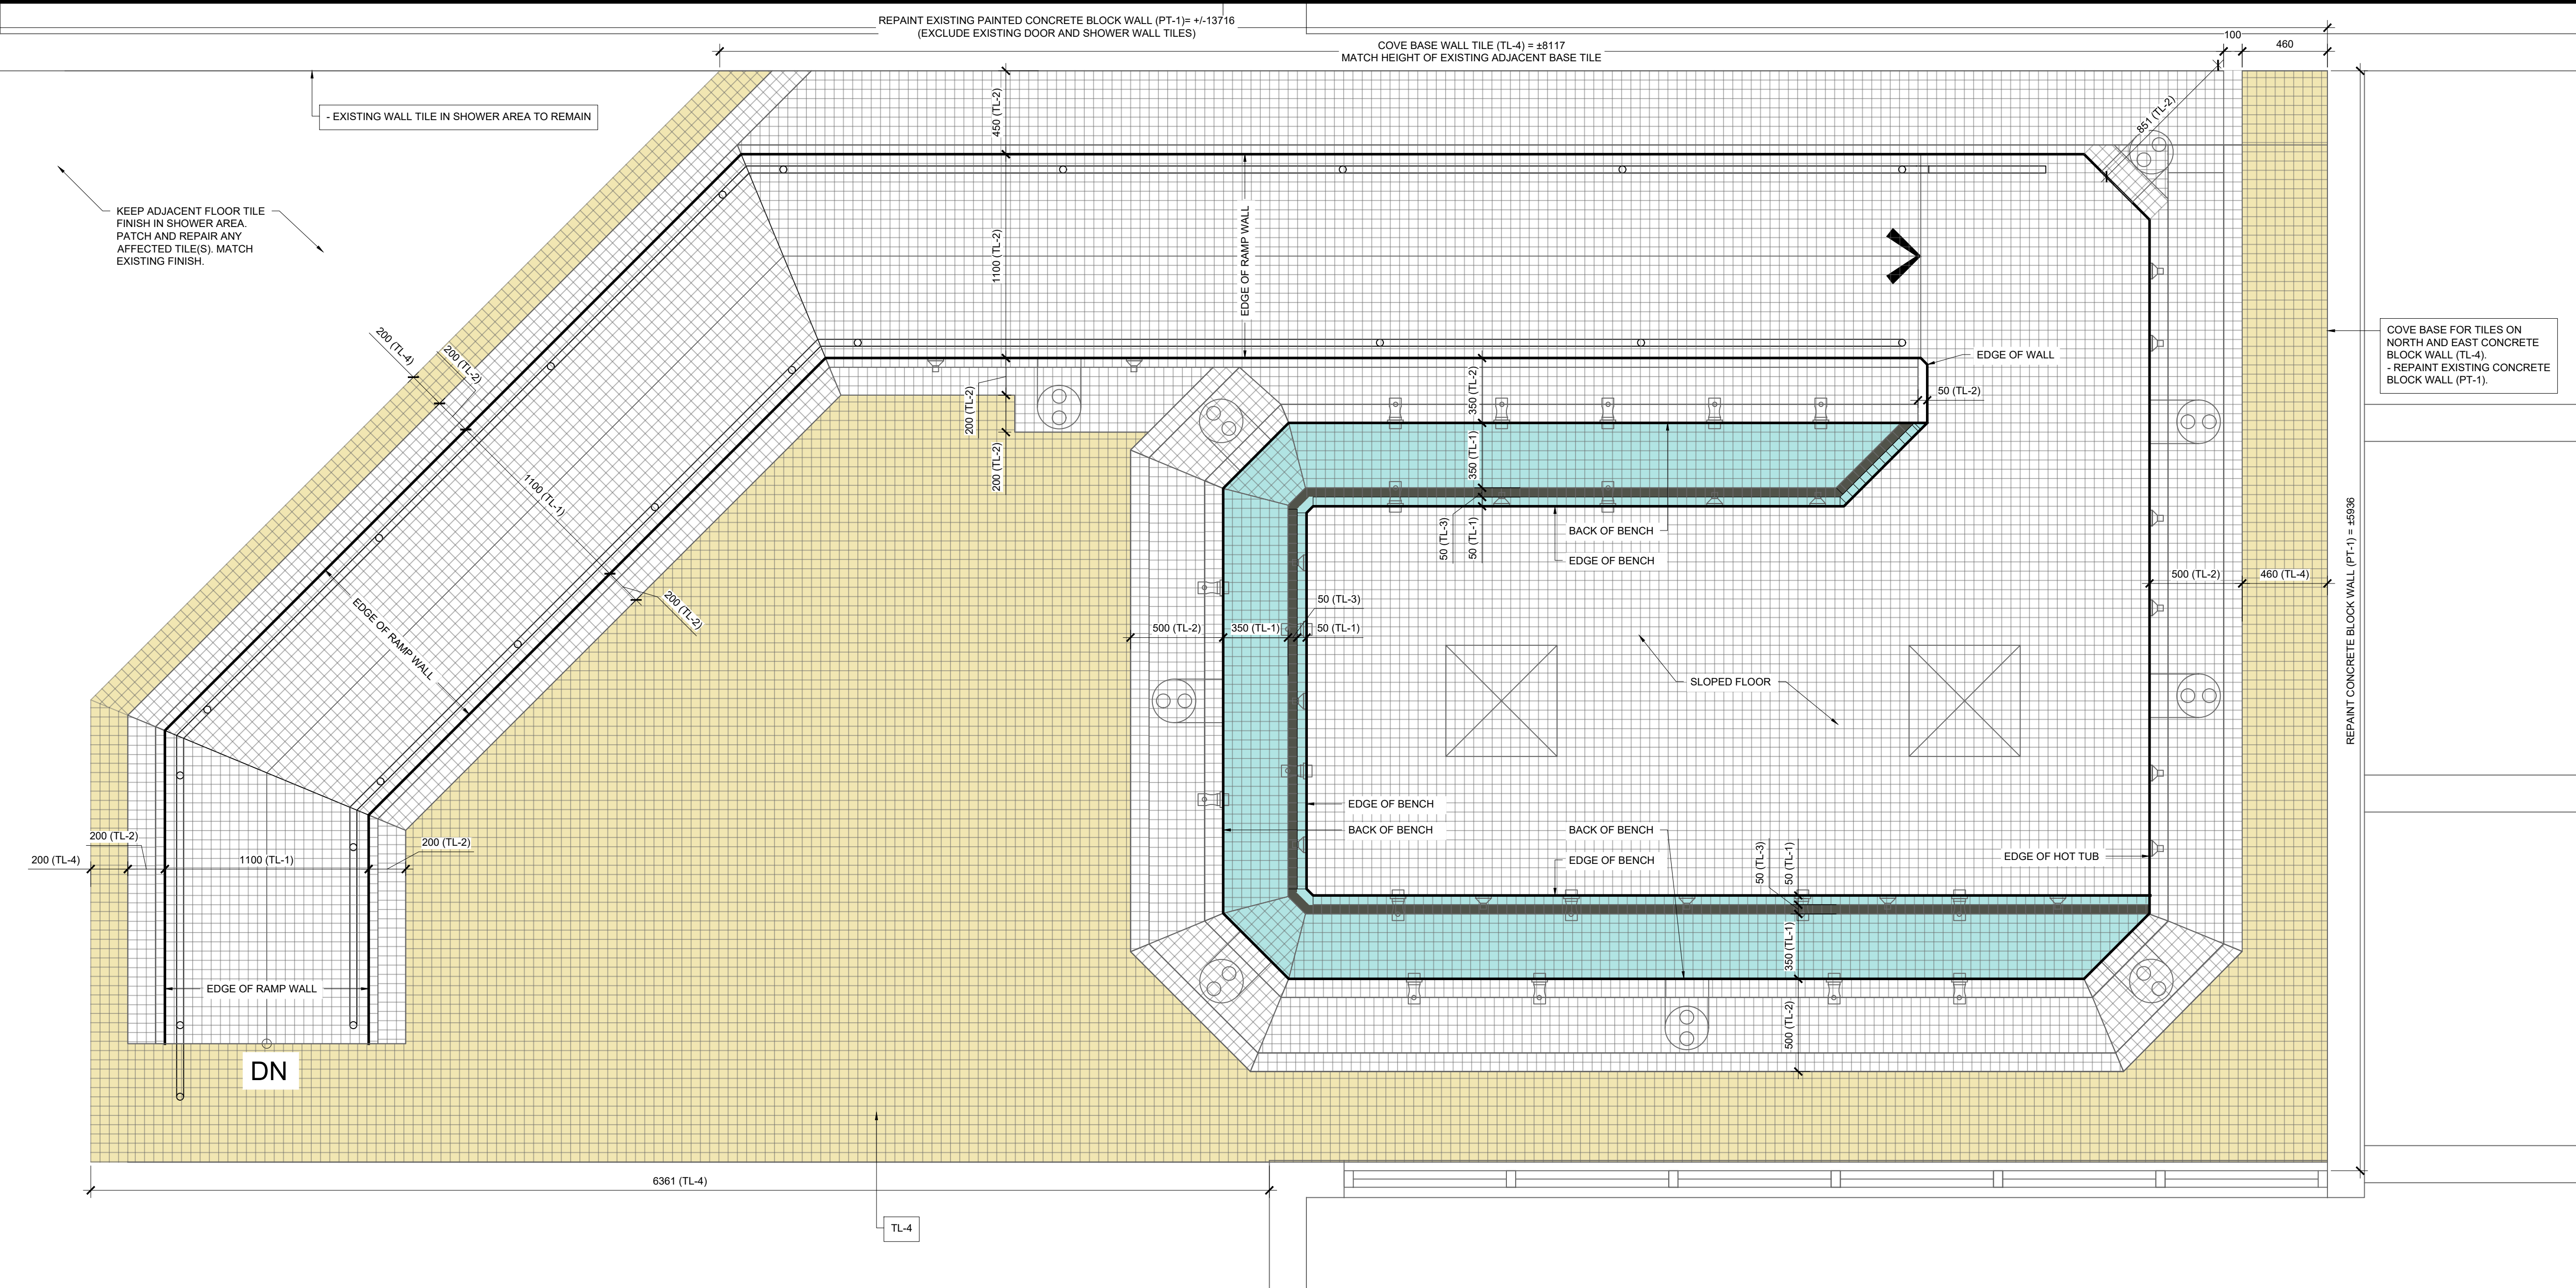 REPAINT EXISTING PAINTED CONCRETE BLOCK WALL (PT-1)= +/-13716
(EXCLUDE EXISTING DOOR AND SHOWER WALL TILES)
COVE BASE WALL TILE (TL-4) = ±8117
MATCH HEIGHT OF EXISTING ADJACENT BASE TILE
100
460
- EXISTING WALL TILE IN SHOWER AREA TO REMAIN
450 (TL-2)
851 (TL-2)
KEEP ADJACENT FLOOR TILE
FINISH IN SHOWER AREA.
PATCH AND REPAIR ANY
AFFECTED TILE(S). MATCH
EXISTING FINISH.
1100 (TL-2)
EDGE OF RAMP WALL
200 (TL-4)
200 (TL-2)
COVE BASE FOR TILES ON
NORTH AND EAST CONCRETE
BLOCK WALL (TL-4).
- REPAINT EXISTING CONCRETE
BLOCK WALL (PT-1).
EDGE OF WALL
50 (TL-2)
200 (TL-2)
350 (TL-2)
200 (TL-2)
350 (TL-1)
1100 (TL-1)
50 (TL-3)
50 (TL-1)
BACK OF BENCH
EDGE OF BENCH
REPAINT CONCRETE BLOCK WALL (PT-1) = ±5936
500 (TL-2)
460 (TL-4)
EDGE OF RAMP WALL
200 (TL-2)
50 (TL-3)
500 (TL-2)
350 (TL-1)
50 (TL-1)
SLOPED FLOOR
EDGE OF BENCH
BACK OF BENCH
BACK OF BENCH
EDGE OF BENCH
50 (TL-3)
50 (TL-1)
EDGE OF HOT TUB
200 (TL-2)
200 (TL-4)
1100 (TL-1)
200 (TL-2)
350 (TL-1)
EDGE OF RAMP WALL
500 (TL-2)
DN
6361 (TL-4)
TL-4